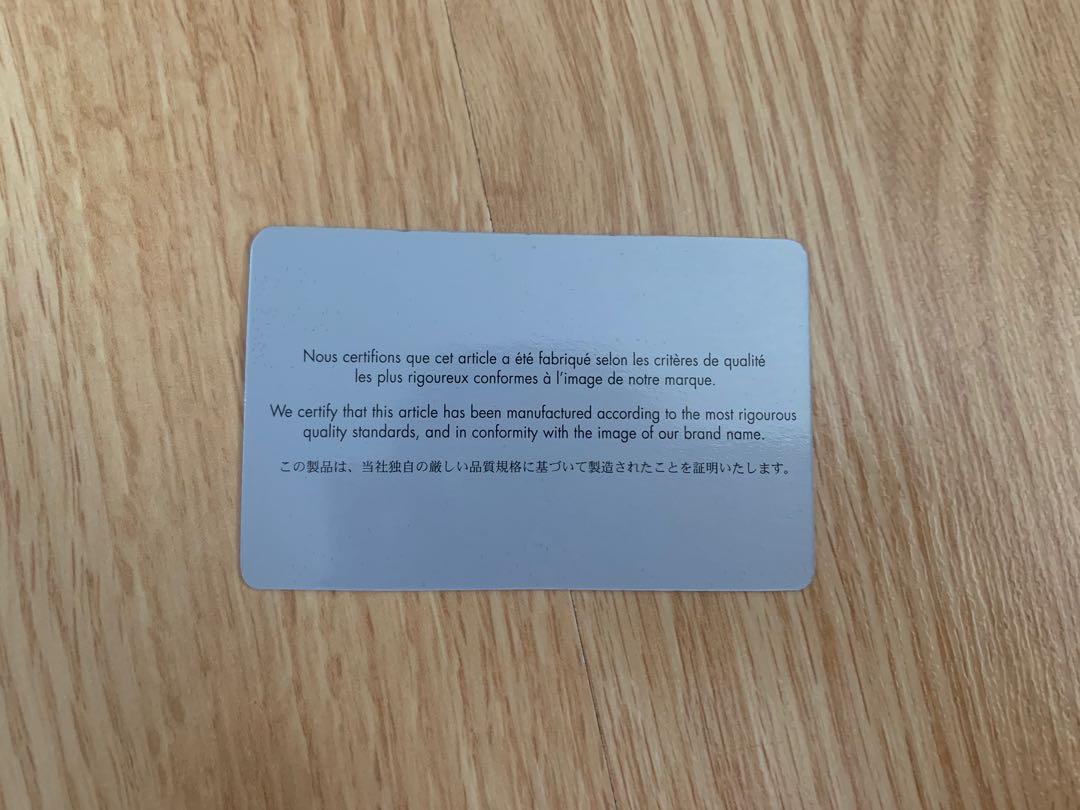 Nous certifions que cet article a été fabriqué selon les critères de qualité
les plus rigoureux conformes à l'image de notre marque.
We certify that this article has been manufactured according to the most rigourous
quality standards, and in conformity with the image of our brand name.
この製品は、当社独自の厳しい品質規格に基づいて製造されたことを証明いたします。